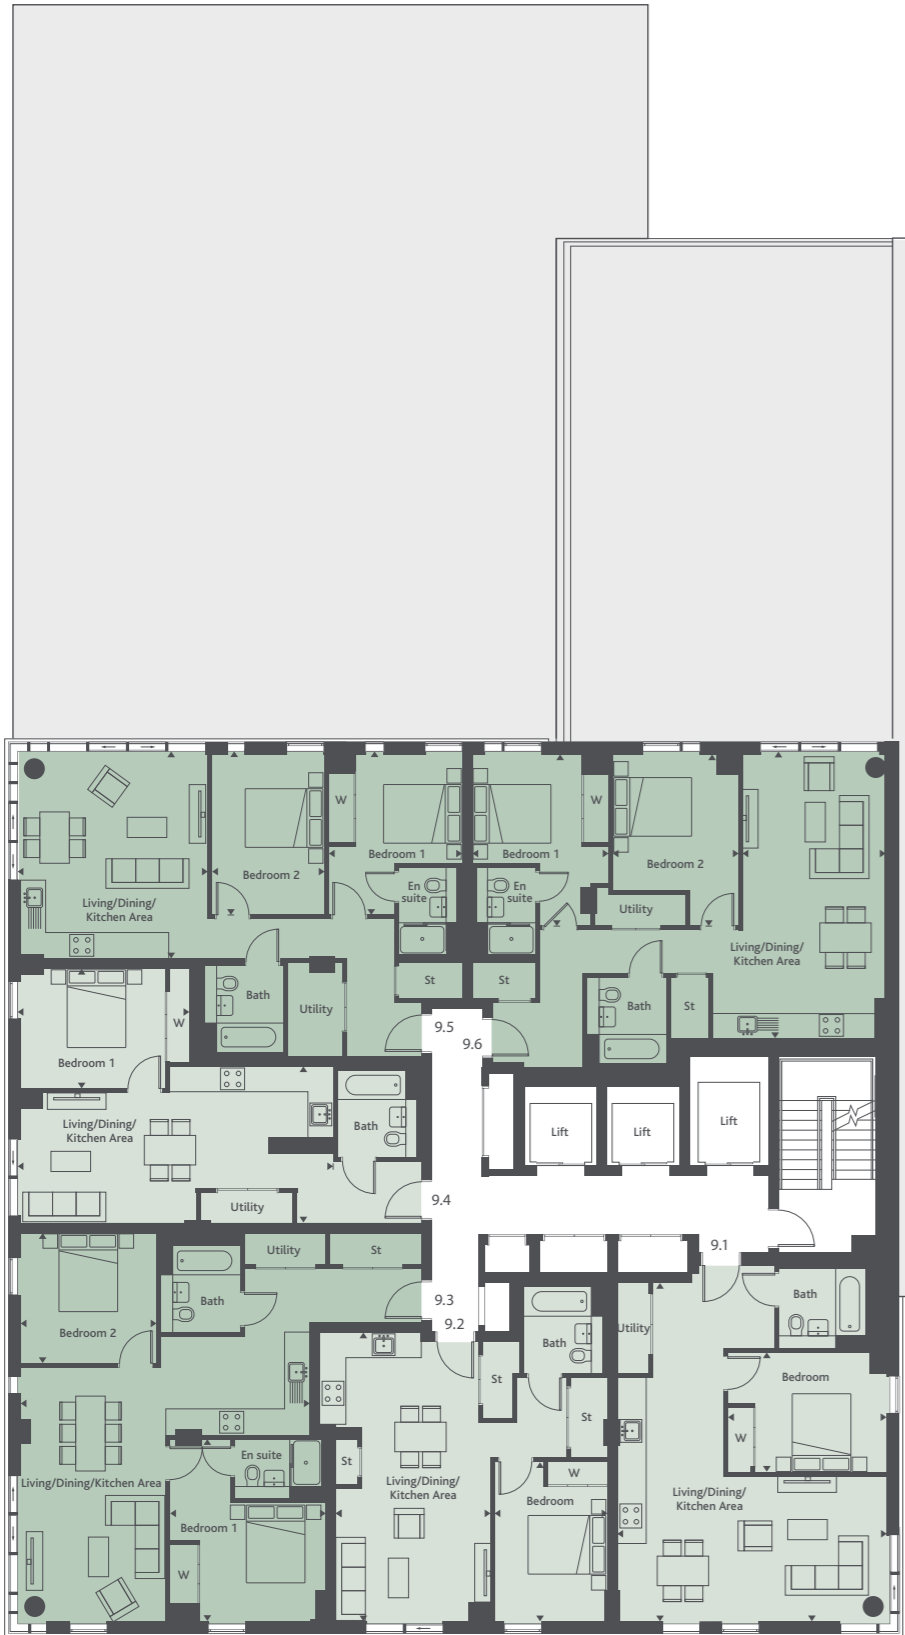 W
W
Bedroom 1
Bedroom 1
Bedroom 2
Bedroom 2
En
suite
En
suite
Living/Dining/
Kitchen Area
Utility
Living/Dining/
Kitchen Area
St
St
Bath
Utility
Bath
St
W
9.5
9.6
Bedroom 1
Living/Dining/
Kitchen Area
Bath
Lift
Lift
Lift
Utility
9.4
Utility
St
9.1
Bath
Bath
9.3
9.2
Bedroom 2
Utility
Bath
St
Bedroom
St
W
En suite
St
Living/Dining/Kitchen Area
Living/Dining/
Kitchen Area
W
Bedroom
Living/Dining/
Kitchen Area
Bedroom 1
W